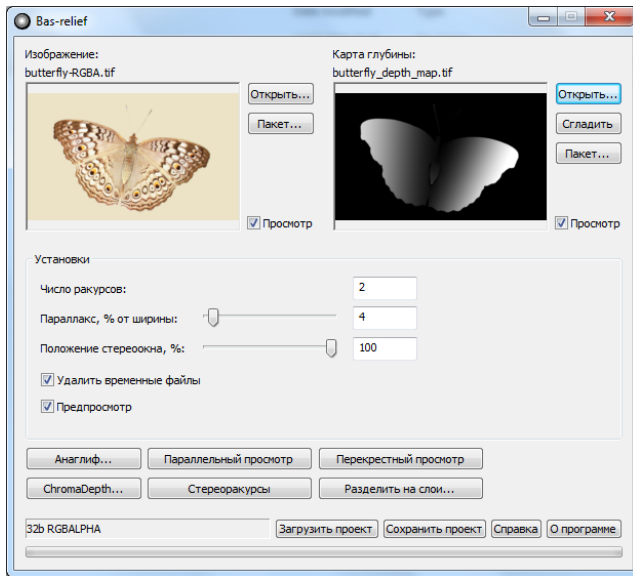 Bas-relief
Изображение:
butterfly-RGBA.tif
Открыть...
Пакет...
Просмотр
Карта глубины:
butterfly_depth_map.tif
Открыть...
Сгладить
Пакет...
Просмотр
Установки
Число ракурсов: 2
Параллакс, % от ширины: 4
Положение стереоокна, %: 100
Удалить временные файлы
Предпросмотр
Анаглиф... Параллельный просмотр Перекрестный просмотр
ChromaDepth... Стереоракурсы Разделить на слои...
32b RGBALPHA Загрузить проект Сохранить проект Справка О программе